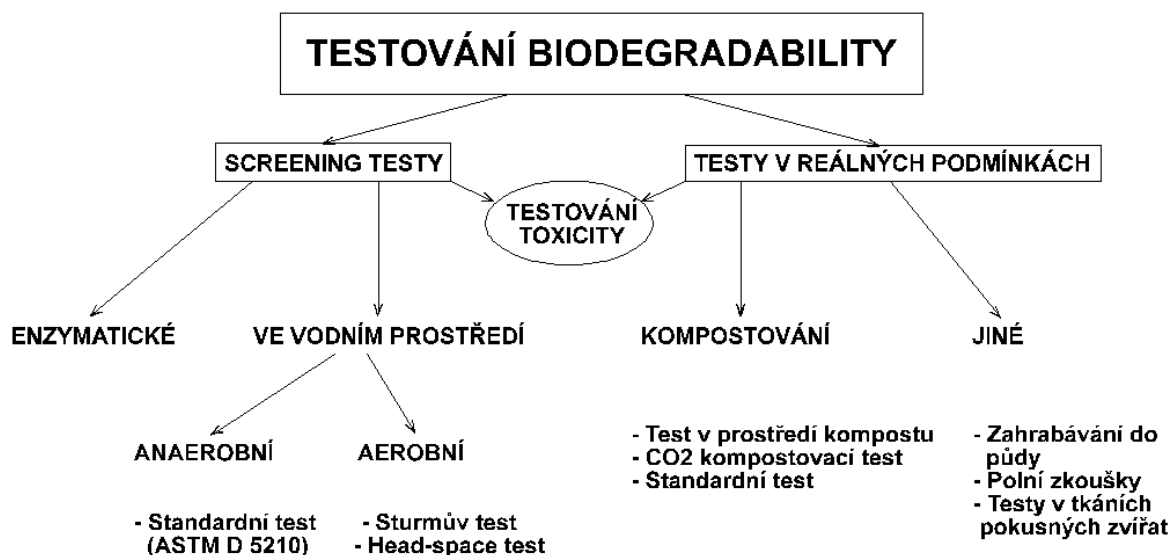 TESTOVÁNÍ BIODEGRADABILITY
SCREENING TESTY
TESTY V REÁLNÝCH PODMÍNKÁCH
TESTOVÁNÍ
TOXICITY
ENZYMATICKÉ
VE VODNÍM PROSTŘEDÍ
KOMPOSTOVÁNÍ
JINÉ
ANAEROBNÍ
AEROBNÍ
- Standardní test
(ASTM D 5210)
- Sturmův test
- Head-space test
- Test v prostředí kompostu
- CO2 kompostovací test
- Standardní test
- Zahrabávání do
půdy
- Polní zkoušky
- Testy v tkáních
pokusných zvířat